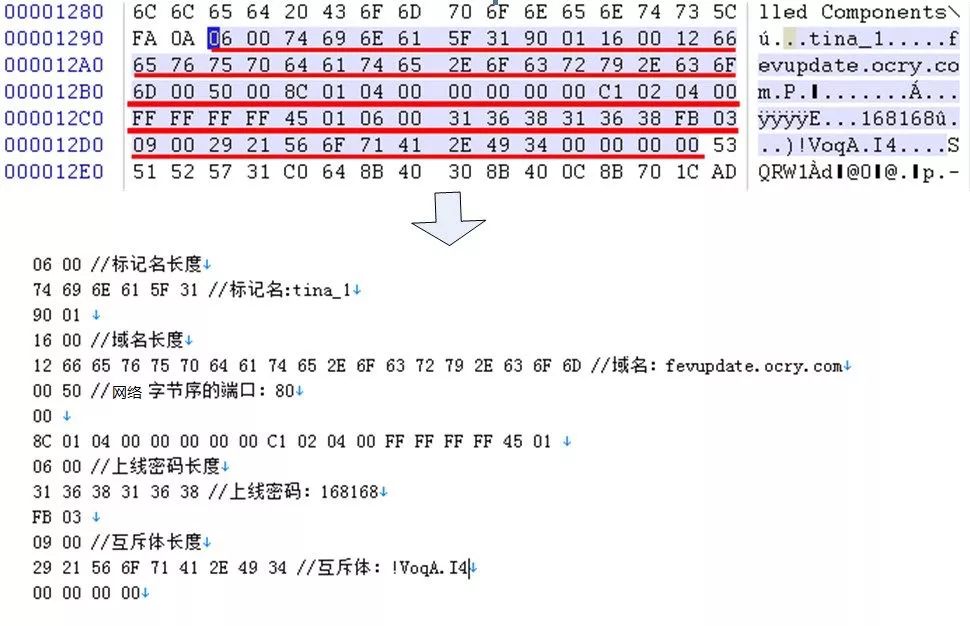 00001280 6C 6C 65 64 20 43 6F 6D 70 6F 6E 65 6E 74 73 5C lled Components\
00001290 FA 0A 06 00 74 69 6E 61 5F 31 90 01 16 00 12 66 ú...tina_1.....f
000012A0 65 76 75 70 64 61 74 65 2E 6F 63 72 79 2E 63 6F evupdate.ocry.co
000012B0 6D 00 50 00 8C 01 04 00 00 00 00 00 C1 02 04 00 m.P.▌.......Á...
000012C0 FF FF FF FF 45 01 06 00 31 36 38 31 36 38 FB 03 ÿÿÿÿE...168168û.
000012D0 09 00 29 21 56 6F 71 41 2E 49 34 00 00 00 00 53 ..)!VoqA.I4....S
000012E0 51 52 57 31 C0 64 8B 40 30 8B 40 0C 8B 70 1C AD QRW1Àd▌@0▌@.▌p.-
06 00 //标记名长度↓
74 69 6E 61 5F 31 //标记名:tina_1↓
90 01 ↓
16 00 //域名长度↓
12 66 65 76 75 70 64 61 74 65 2E 6F 63 72 79 2E 63 6F 6D //域名：fevupdate.ocry.com↓
00 50 //网络 字节序的端口：80↓
00 ↓
8C 01 04 00 00 00 00 00 C1 02 04 00 FF FF FF FF 45 01 ↓
06 00 //上线密码长度↓
31 36 38 31 36 38 //上线密码：168168↓
FB 03 ↓
09 00 //互斥体长度↓
29 21 56 6F 71 41 2E 49 34 //互斥体：!VoqA.I4↓
00 00 00 00↓